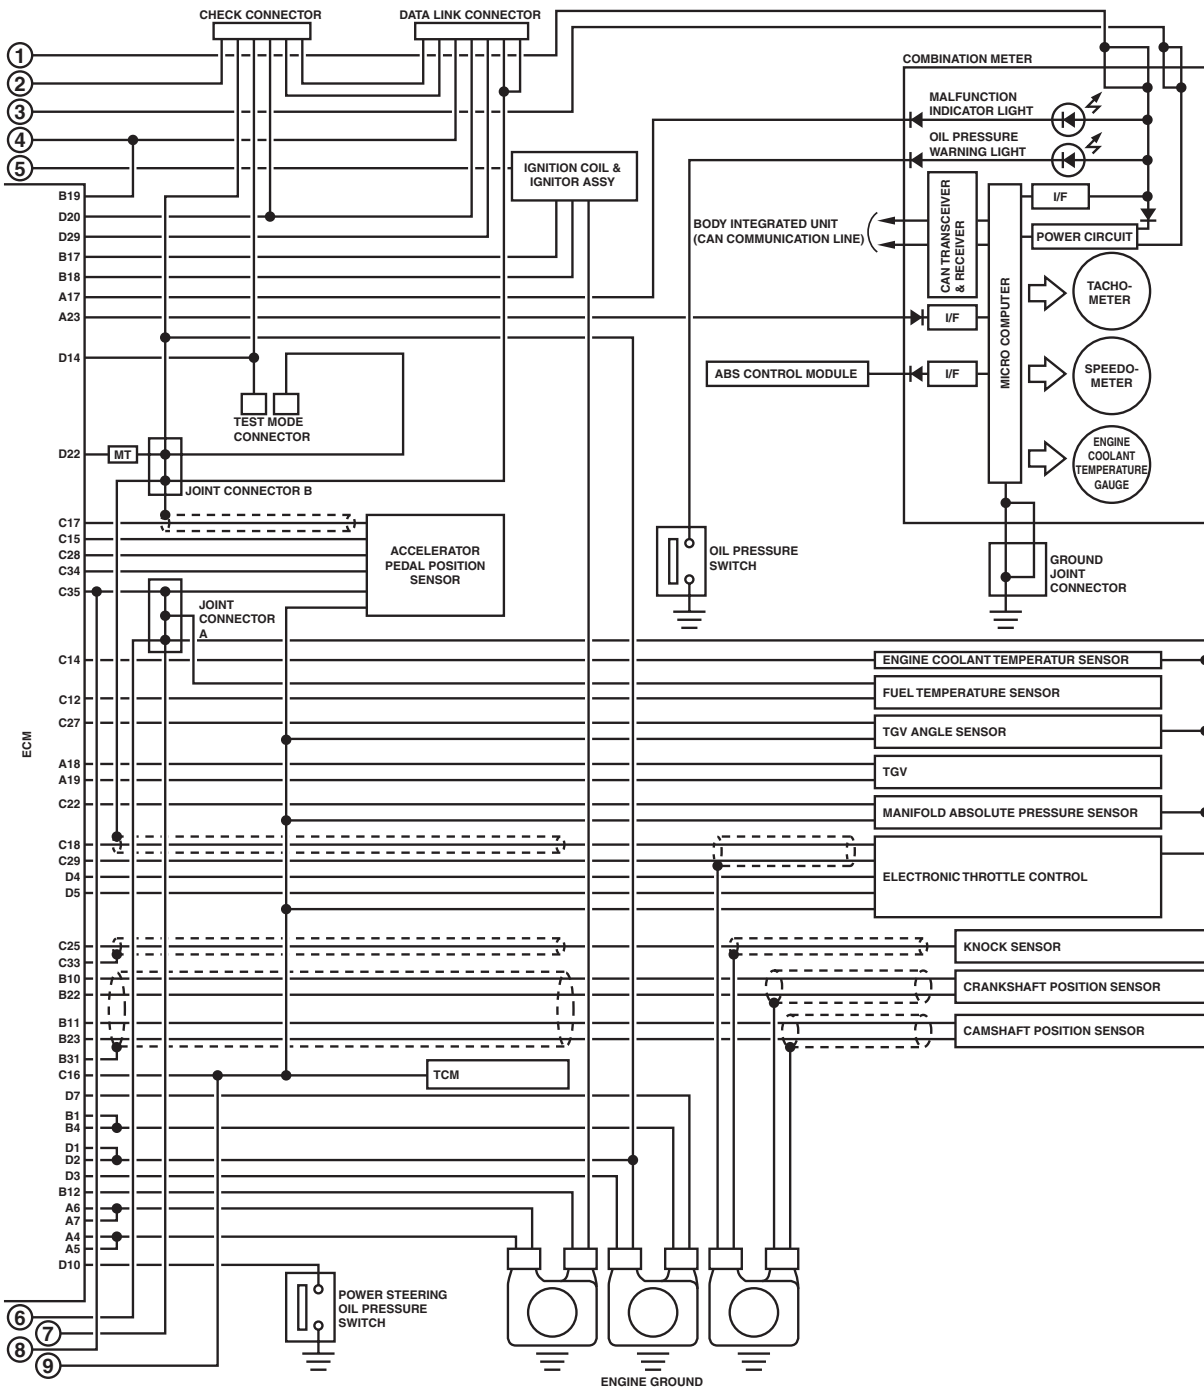 CHECK CONNECTOR
DATA LINK CONNECTOR
1
2
3
4
5
COMBINATION METER
MALFUNCTION
INDICATOR LIGHT
OIL PRESSURE
WARNING LIGHT
IGNITION COIL &
IGNITOR ASSY
I/F
POWER CIRCUIT
BODY INTEGRATED UNIT
(CAN COMMUNICATION LINE)
CAN TRANSCEIVER
& RECEIVER
MICRO COMPUTER
TACHO-
METER
I/F
ABS CONTROL MODULE
I/F
SPEEDO-
METER
ENGINE
COOLANT
TEMPERATURE
GAUGE
B19
D20
D29
B17
B18
A17
A23
D14
TEST MODE
CONNECTOR
D22
MT
JOINT CONNECTOR B
C17
C15
C28
C34
C35
ACCELERATOR
PEDAL POSITION
SENSOR
OIL PRESSURE
SWITCH
GROUND
JOINT
CONNECTOR
JOINT
CONNECTOR
A
ECM
C14
ENGINE COOLANT TEMPERATUR SENSOR
C12
FUEL TEMPERATURE SENSOR
C27
TGV ANGLE SENSOR
A18
A19
TGV
C22
MANIFOLD ABSOLUTE PRESSURE SENSOR
C18
C29
D4
D5
ELECTRONIC THROTTLE CONTROL
C25
C33
KNOCK SENSOR
B10
B22
CRANKSHAFT POSITION SENSOR
B11
B23
CAMSHAFT POSITION SENSOR
B31
C16
TCM
D7
B1
B4
D1
D2
D3
B12
A6
A7
A4
A5
D10
POWER STEERING
OIL PRESSURE
SWITCH
6
7
8
9
ENGINE GROUND